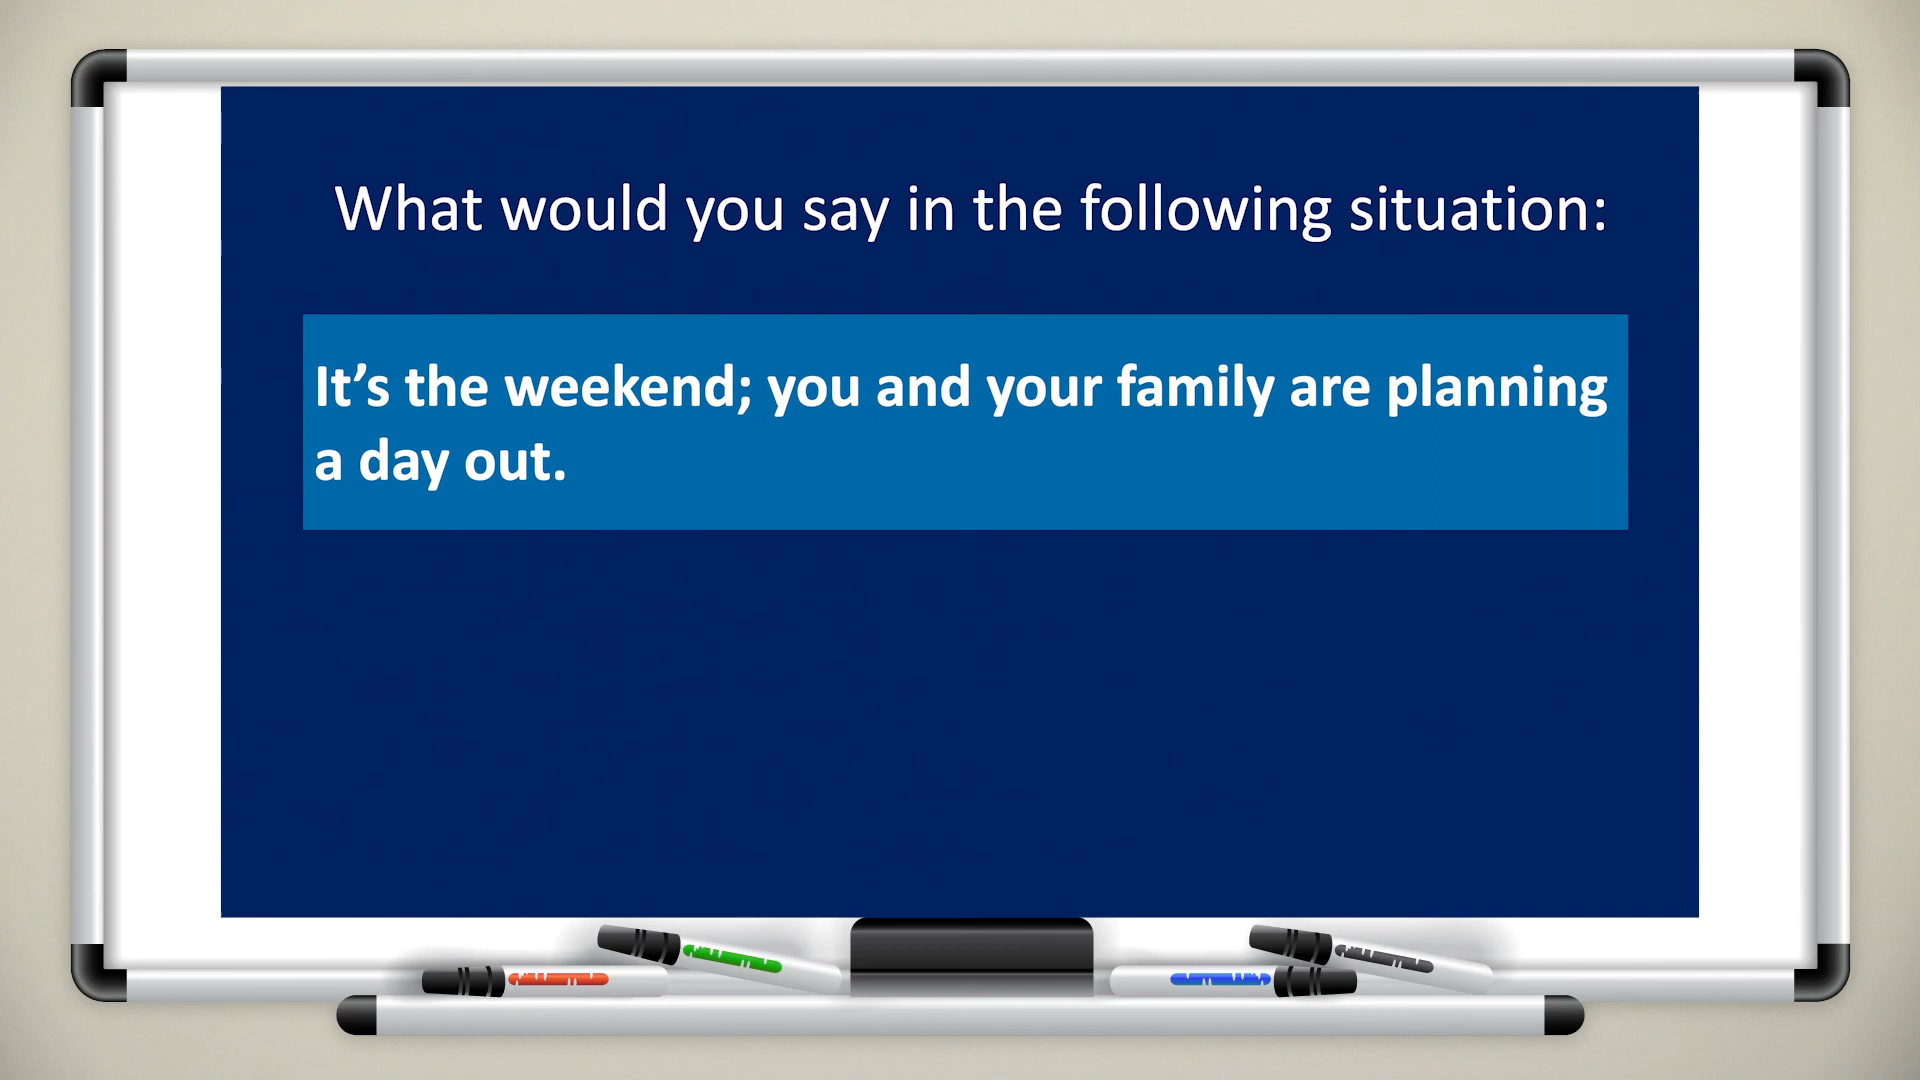 What would you say in the following situation:
It’s the weekend; you and your family are planning
a day out.